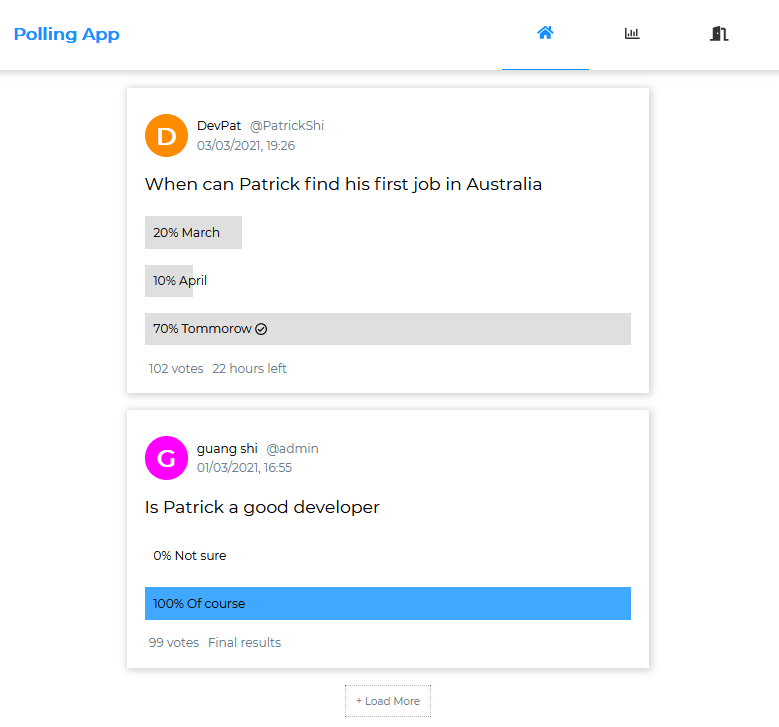 Polling App
D
DevPat @PatrickShi
03/03/2021, 19:26
When can Patrick find his first job in Australia
20% March
10% April
70% Tommorow
102 votes 22 hours left
G
guang shi @admin
01/03/2021, 16:55
Is Patrick a good developer
0% Not sure
100% Of course
99 votes Final results
+ Load More